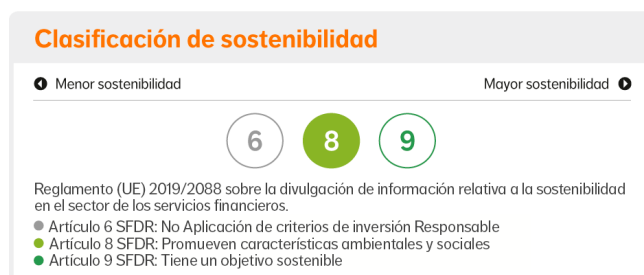 Clasificación de sostenibilidad
Menor sostenibilidad Mayor sostenibilidad
6 8 9
Reglamento (UE) 2019/2088 sobre la divulgación de información relativa a la sostenibilidad
en el sector de los servicios financieros.
Artículo 6 SFDR: No Aplicación de criterios de inversión Responsable
Artículo 8 SFDR: Promueven características ambientales y sociales
Artículo 9 SFDR: Tiene un objetivo sostenible